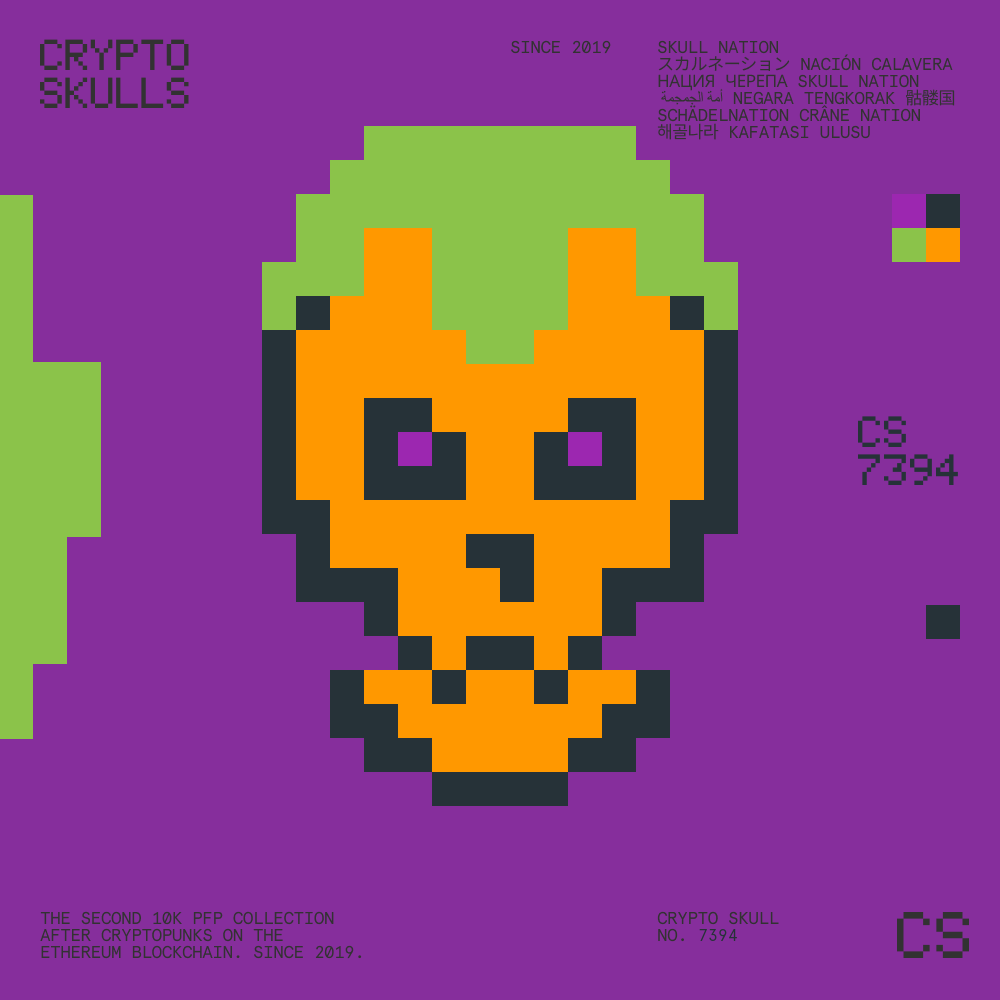 CRYPTO
SKULLS
SINCE 2019
SKULL NATION
スカルネーション NACIÓN CALAVERA
НАЦИЯ ЧЕРЕПА SKULL NATION
أمة الجمجمة NEGARA TENGKORAK 骷髅国
SCHÄDELNATION CRÂNE NATION
해골나라 KAFATASI ULUSU
CS
7394
THE SECOND 10K PFP COLLECTION
AFTER CRYPTOPUNKS ON THE
ETHEREUM BLOCKCHAIN. SINCE 2019.
CRYPTO SKULL
NO. 7394
CS